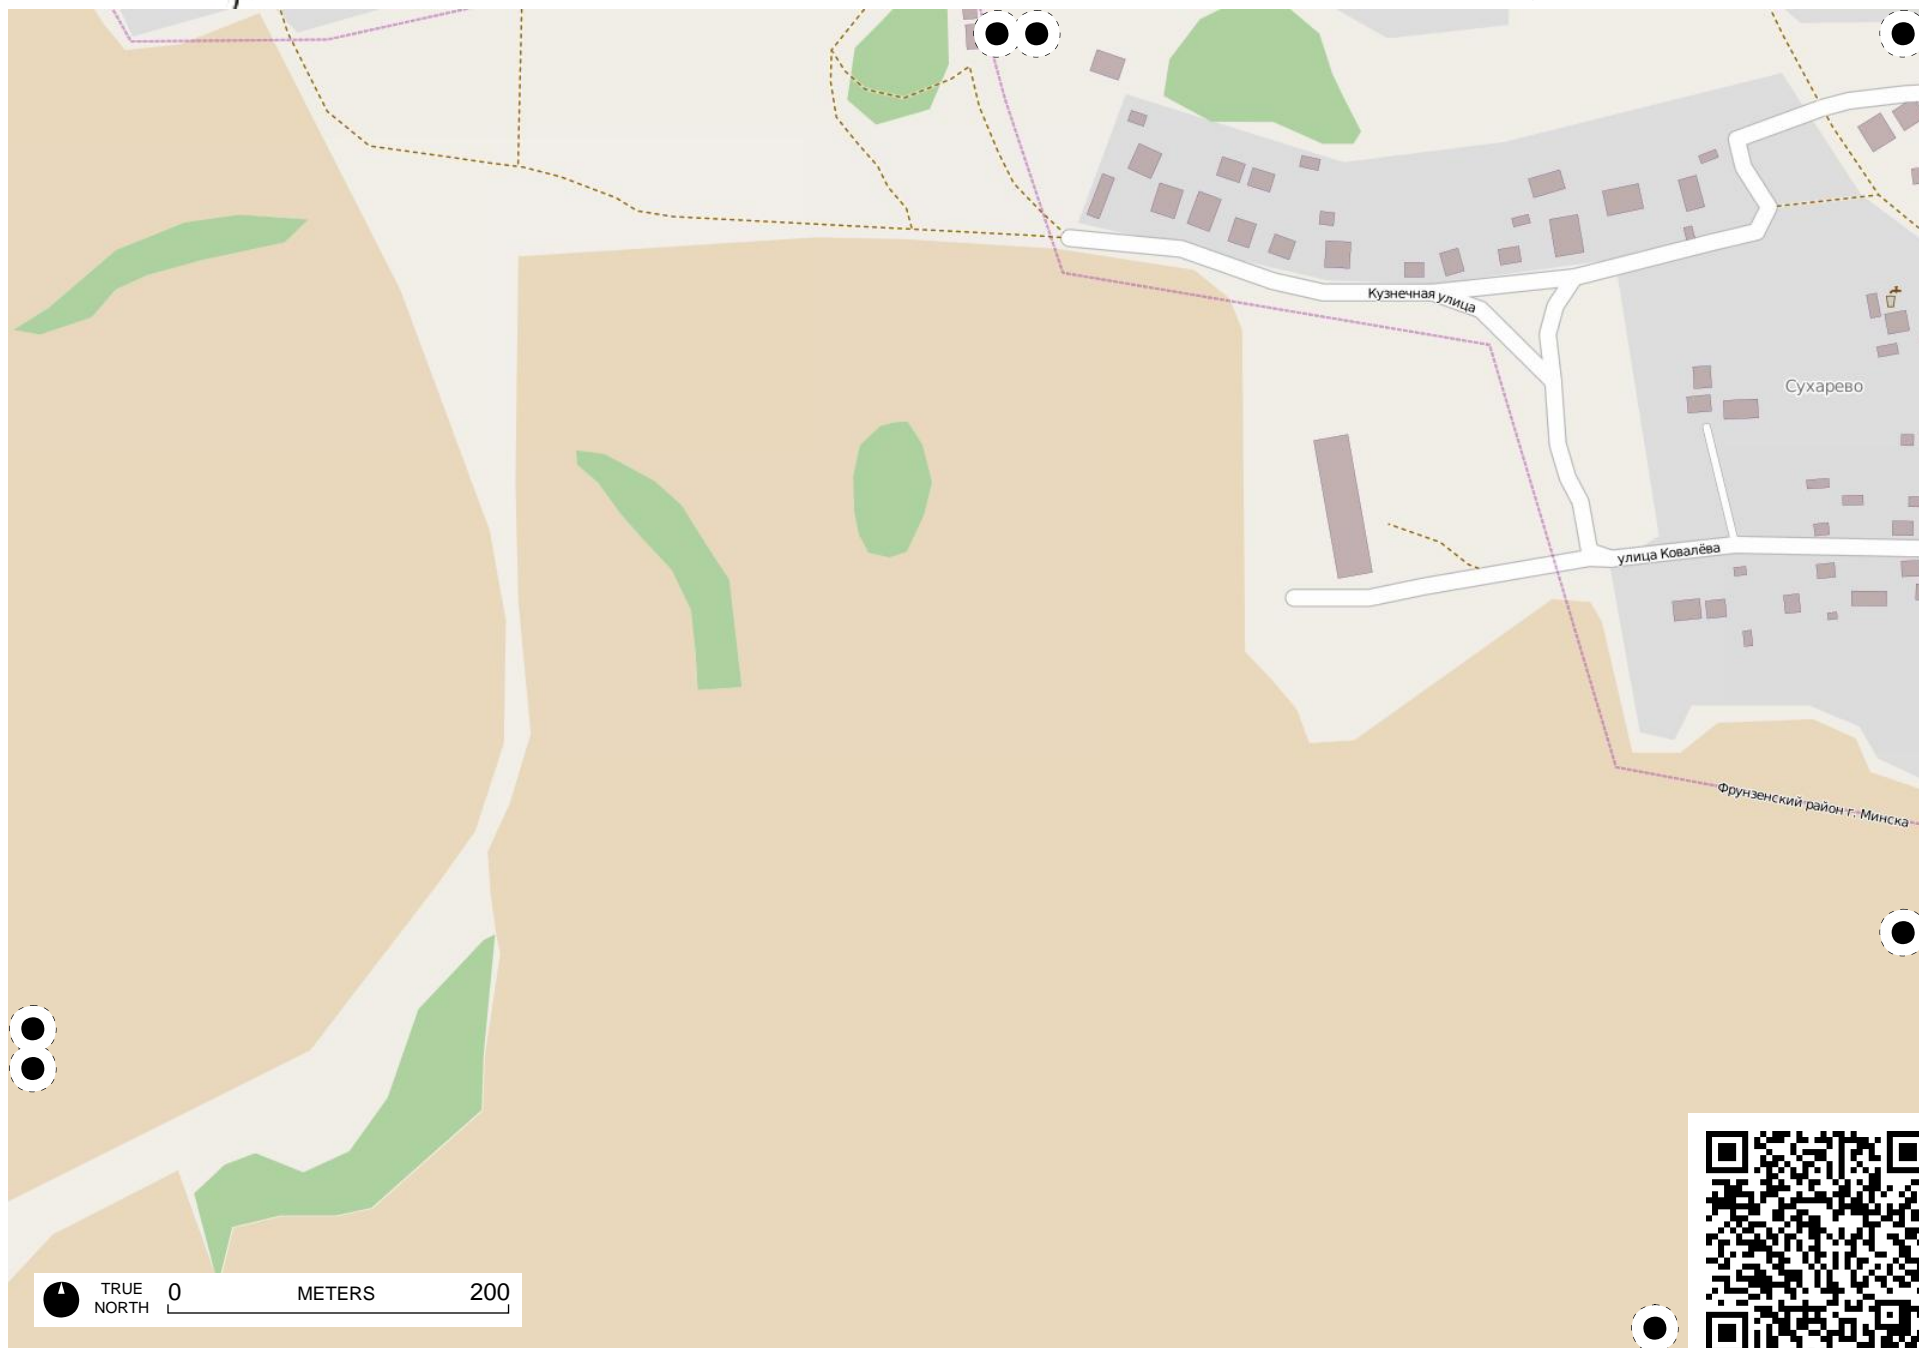 Кузнечная улица
Сухарево
улица Ковалёва
Фрунзенский район г. Минска
TRUE NORTH
0 METERS 200